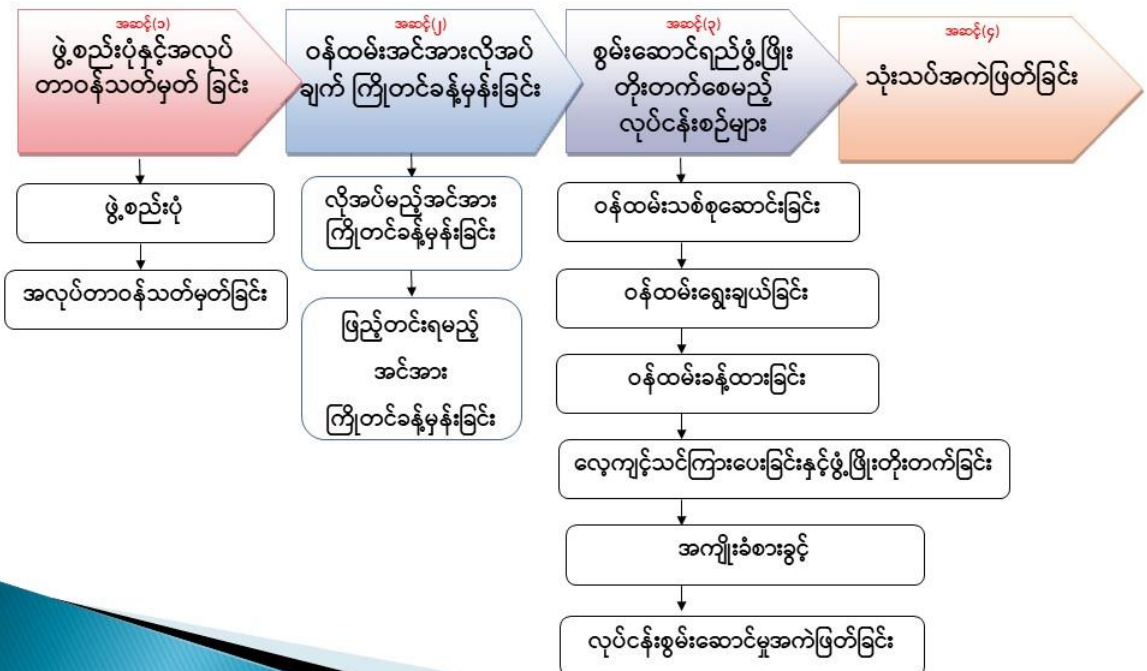 အဆင့်(၁)
ဖွဲ့စည်းပုံနှင့်အလုပ်
တာဝန်သတ်မှတ် ခြင်း
ဖွဲ့စည်းပုံ
အလုပ်တာဝန်သတ်မှတ်ခြင်း
အဆင့်(၂)
ဝန်ထမ်းအင်အားလိုအပ်
ချက် ကြိုတင်ခန့်မှန်းခြင်း
လိုအပ်မည့်အင်အား
ကြိုတင်ခန့်မှန်းခြင်း
ဖြည့်တင်းရမည့်
အင်အား
ကြိုတင်ခန့်မှန်းခြင်း
အဆင့်(၃)
စွမ်းဆောင်ရည်ဖွံ့ဖြိုး
တိုးတက်စေမည့်
လုပ်ငန်းစဉ်များ
ဝန်ထမ်းသစ်စုဆောင်းခြင်း
ဝန်ထမ်းရွေးချယ်ခြင်း
ဝန်ထမ်းခန့်ထားခြင်း
လေ့ကျင့်သင်ကြားပေးခြင်းနှင့်ဖွံ့ဖြိုးတိုးတက်ခြင်း
အကျိုးခံစားခွင့်
လုပ်ငန်းစွမ်းဆောင်မှုအကဲဖြတ်ခြင်း
အဆင့်(၄)
သုံးသပ်အကဲဖြတ်ခြင်း